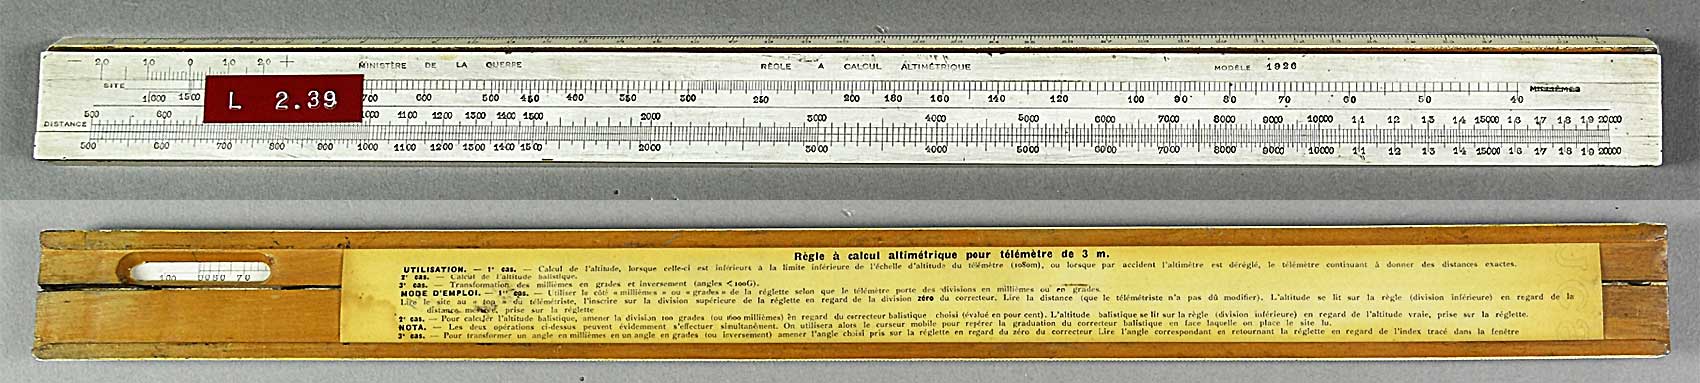 — 20 10 0 10 20 +
MINISTÈRE DE LA GUERRE RÈGLE A CALCUL ALTIMÉTRIQUE MODÈLE 1926
SITE MILLIÈMES
1000 1500 700 600 500 450 400 350 300 250 200 180 160 140 120 100 90 80 70 60 50 40
L 2.39
500 600 1000 1100 1200 1300 1400 1500 2000 3000 4000 5000 6000 7000 8000 9000 10000 11 12 13 14 15000 16 17 18 19 20000
DISTANCE
500 600 700 800 900 1000 1100 1200 1300 1400 1500 2000 3000 4000 5000 6000 7000 8000 9000 10000 11 12 13 14 15000 16 17 18 19 20000
100 90 80 70
Règle à calcul altimétrique pour télémètre de 3 m.
UTILISATION. — 1er cas. — Calcul de l'altitude, lorsque celle-ci est inférieure à la limite inférieure de l'échelle d'altitude du télémètre (1080m), ou lorsque par accident l'altimètre est déréglé, le télémètre continuant à donner des distances exactes.
2e cas. — Calcul de l'altitude balistique.
3e cas. — Transformation des millièmes en grades et inversement (angles < 100G).
MODE D'EMPLOI. — 1er cas. — Utiliser le côté « millièmes » ou « grades » de la réglette selon que le télémètre porte des divisions en millièmes ou en grades.
Lire le site au « top » du télémétriste, l'inscrire sur la division supérieure de la réglette en regard de la division zéro du correcteur. Lire la distance (que le télémétriste n'a pas dû modifier). L'altitude se lit sur la règle (division inférieure) en regard de la
distance mesurée, prise sur la réglette
2e cas. — Pour calculer l'altitude balistique, amener la division 100 grades (ou 1600 millièmes) en regard du correcteur balistique choisi (évalué en pour cent). L'altitude balistique se lit sur la règle (division inférieure) en regard de l'altitude vraie, prise sur la réglette.
NOTA. — Les deux opérations ci-dessus peuvent évidemment s'effectuer simultanément. On utilisera alors le curseur mobile pour repérer la graduation du correcteur balistique en face laquelle on place le site lu.
3e cas. — Pour transformer un angle en millièmes en un angle en grades (ou inversement) amener l'angle choisi pris sur la réglette en regard du zéro du correcteur Lire l'angle correspondant en retournant la réglette en regard de l'index tracé dans la fenêtre